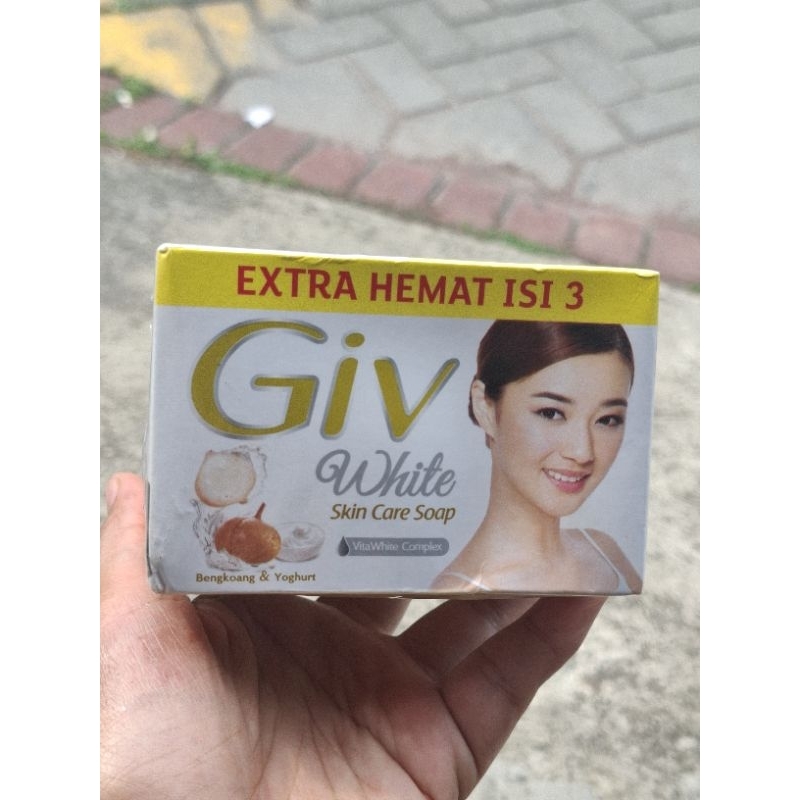 EXTRA HEMAT ISI 3
Giv
White
Skin Care Soap
VitaWhite Complex
Bengkoang & Yoghurt